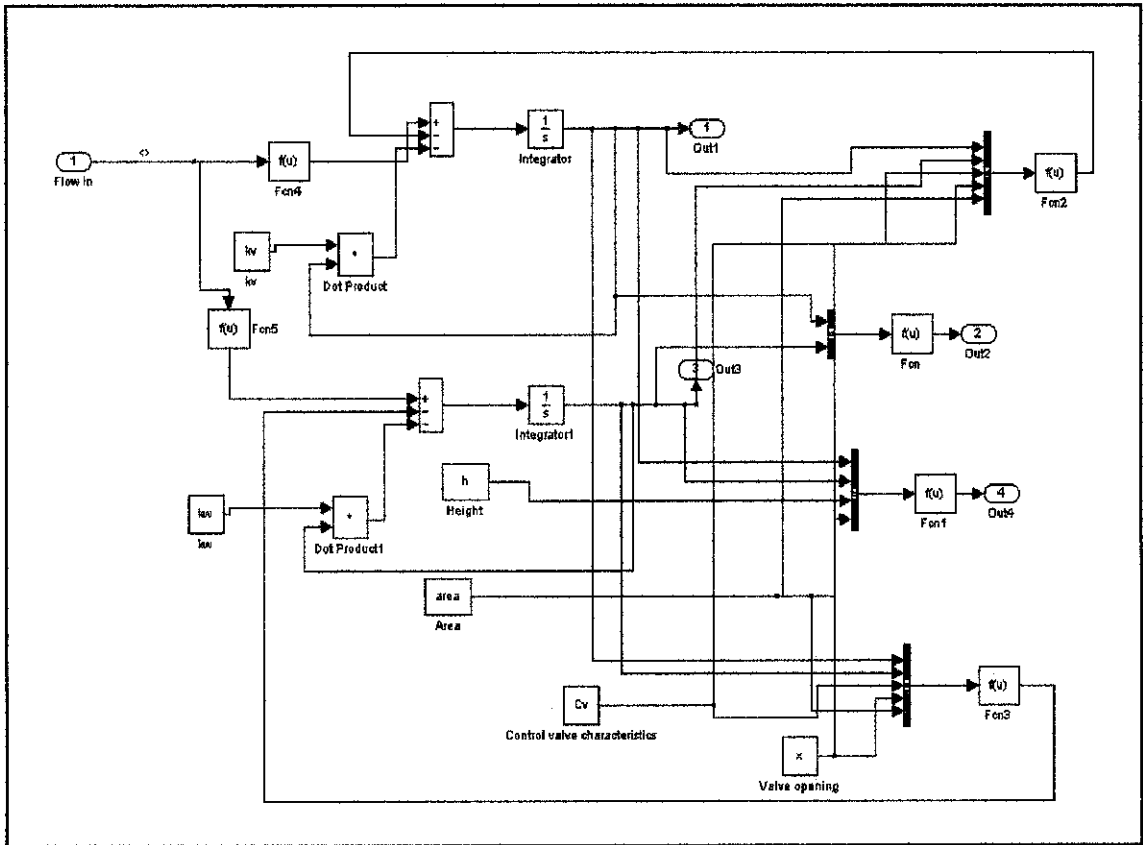 1
Flow in
<>
f(u)
Fcn4
+
−
−
1
s
Integrator
1
Out1
f(u)
Fcn2
kv
kv
*
Dot Product
f(u)
Fcn5
f(u)
Fcn
2
Out2
3
Out3
+
−
−
1
s
Integrator1
h
Height
f(u)
Fcn1
4
Out4
*
Dot Product1
area
Area
Cv
Control valve characteristics
f(u)
Fcn3
x
Valve opening